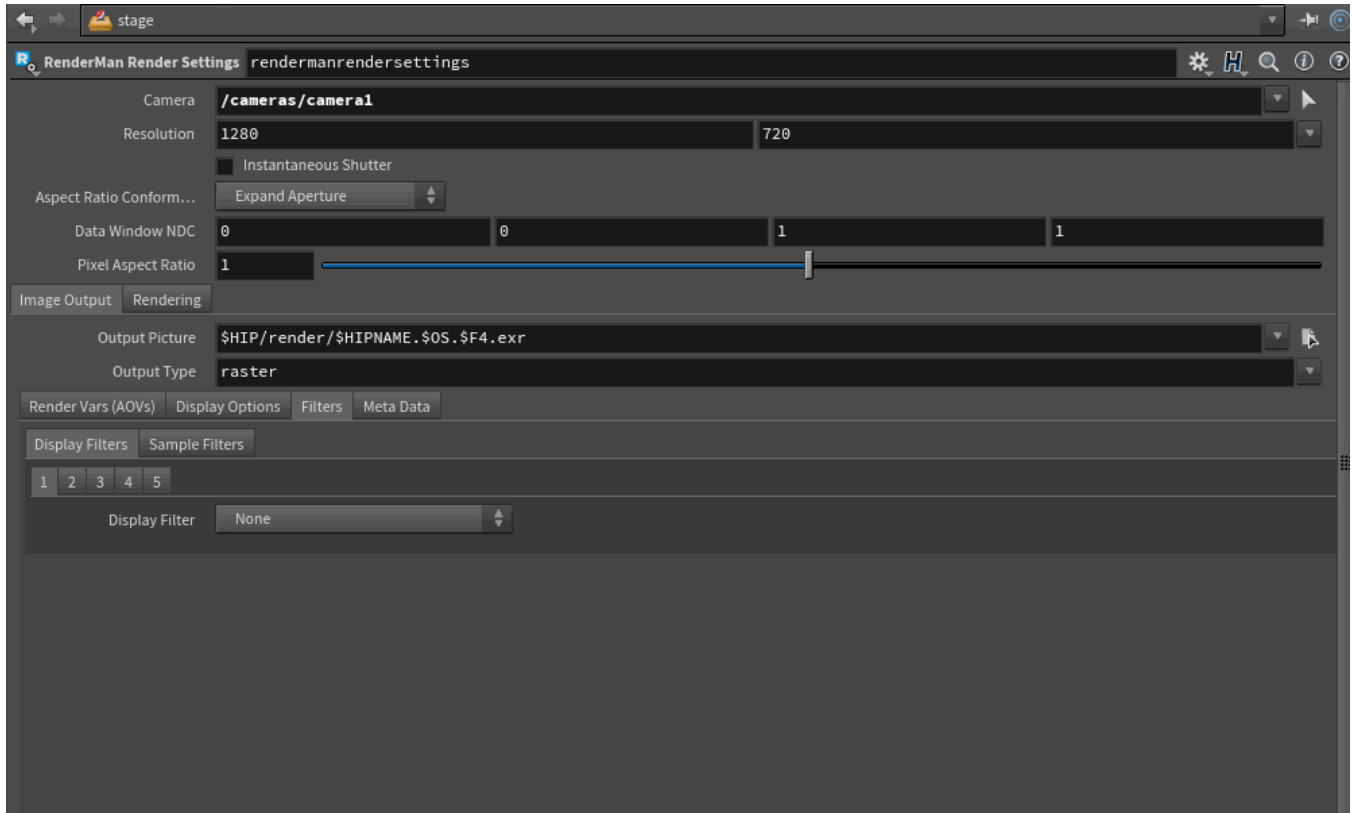 stage
RenderMan Render Settings rendermanrendersettings
Camera /cameras/camera1
Resolution 1280 720
Instantaneous Shutter
Aspect Ratio Conform... Expand Aperture
Data Window NDC 0 0 1 1
Pixel Aspect Ratio 1
Image Output Rendering
Output Picture $HIP/render/$HIPNAME.$OS.$F4.exr
Output Type raster
Render Vars (AOVs) Display Options Filters Meta Data
Display Filters Sample Filters
1 2 3 4 5
Display Filter None